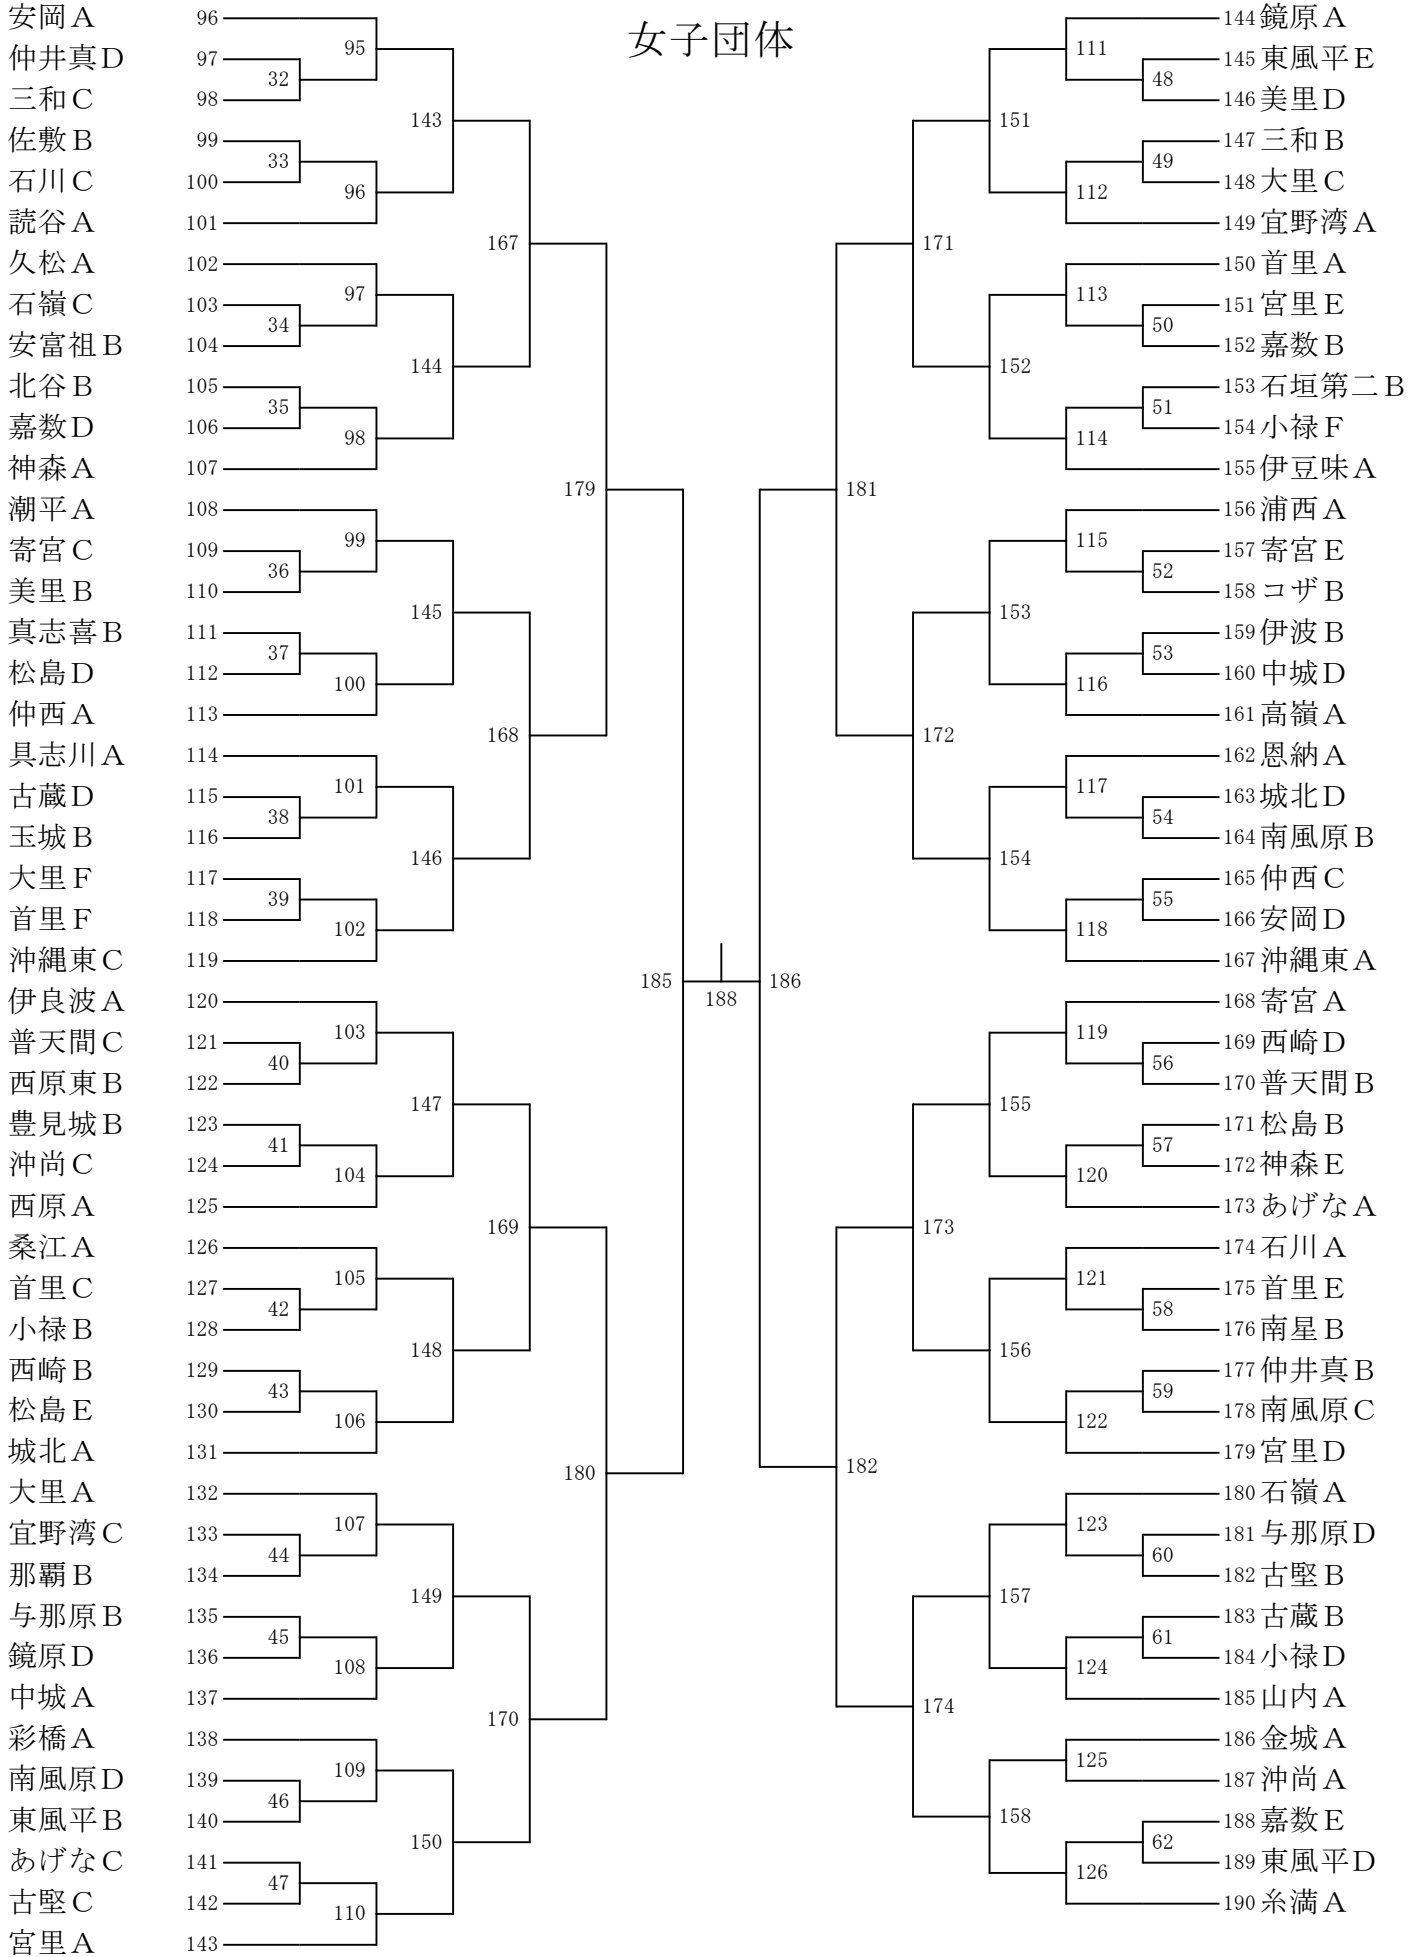 女子団体
安岡A 96
仲井真D 97
三和C 98
佐敷B 99
石川C 100
読谷A 101
久松A 102
石嶺C 103
安富祖B 104
北谷B 105
嘉数D 106
神森A 107
潮平A 108
寄宮C 109
美里B 110
真志喜B 111
松島D 112
仲西A 113
具志川A 114
古蔵D 115
玉城B 116
大里F 117
首里F 118
沖縄東C 119
伊良波A 120
普天間C 121
西原東B 122
豊見城B 123
沖尚C 124
西原A 125
桑江A 126
首里C 127
小禄B 128
西崎B 129
松島E 130
城北A 131
大里A 132
宜野湾C 133
那覇B 134
与那原B 135
鏡原D 136
中城A 137
彩橋A 138
南風原D 139
東風平B 140
あげなC 141
古堅C 142
宮里A 143
32
33
34
35
36
37
38
39
40
41
42
43
44
45
46
47
95
96
97
98
99
100
101
102
103
104
105
106
107
108
109
110
143
144
145
146
147
148
149
150
167
168
169
170
179
180
185
188
186
181
182
171
172
173
174
151
152
153
154
155
156
157
158
111
112
113
114
115
116
117
118
119
120
121
122
123
124
125
126
48
49
50
51
52
53
54
55
56
57
58
59
60
61
62
144 鏡原A
145 東風平E
146 美里D
147 三和B
148 大里C
149 宜野湾A
150 首里A
151 宮里E
152 嘉数B
153 石垣第二B
154 小禄F
155 伊豆味A
156 浦西A
157 寄宮E
158 コザB
159 伊波B
160 中城D
161 高嶺A
162 恩納A
163 城北D
164 南風原B
165 仲西C
166 安岡D
167 沖縄東A
168 寄宮A
169 西崎D
170 普天間B
171 松島B
172 神森E
173 あげなA
174 石川A
175 首里E
176 南星B
177 仲井真B
178 南風原C
179 宮里D
180 石嶺A
181 与那原D
182 古堅B
183 古蔵B
184 小禄D
185 山内A
186 金城A
187 沖尚A
188 嘉数E
189 東風平D
190 糸満A